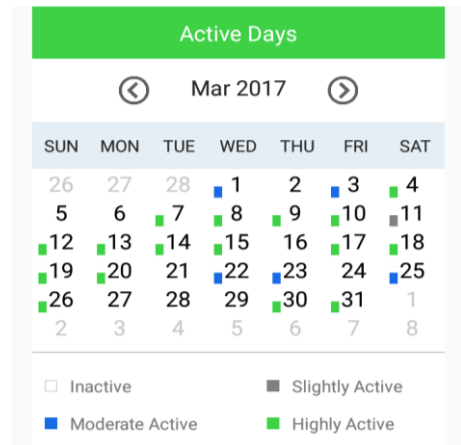 Active Days
Mar 2017
SUN MON TUE WED THU FRI SAT
26 27 28 1 2 3 4
5 6 7 8 9 10 11
12 13 14 15 16 17 18
19 20 21 22 23 24 25
26 27 28 29 30 31 1
2 3 4 5 6 7 8
Inactive Slightly Active
Moderate Active Highly Active